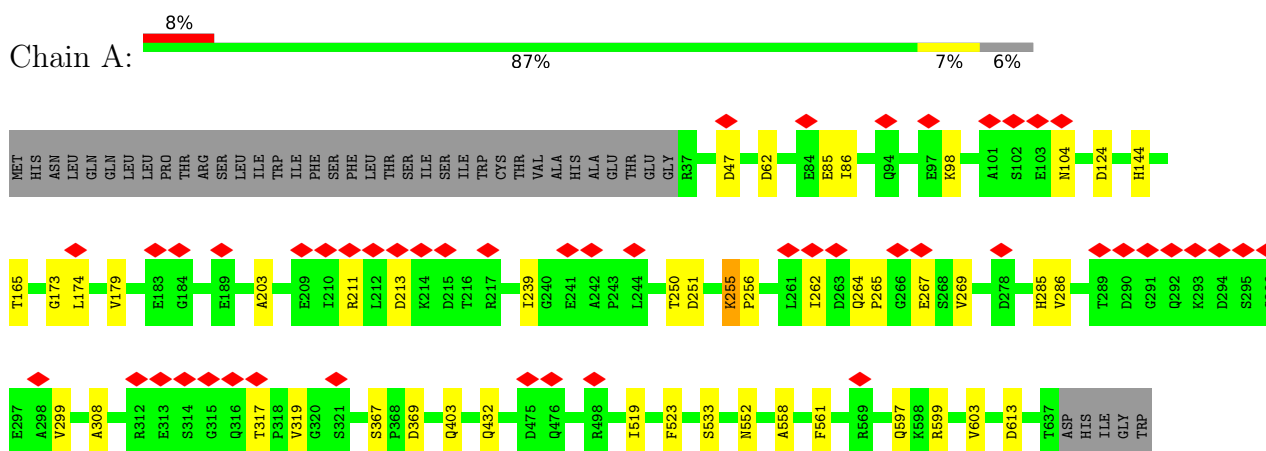 8%
Chain A:
87%
7%
6%
MET HIS ASN LEU GLN GLN LEU LEU PRO THR ARG SER LEU ILE TRP ILE PHE SER PHE LEU THR SER ILE SER ILE TRP CYS THR VAL ALA HIS ALA GLU THR GLU GLY R37 D47 D62 E84 E85 I86 Q94 E97 K98 A101 S102 E103 N104 D124 H144
T165 G173 L174 V179 E183 G184 E189 A203 E209 I210 R211 L212 D213 K214 D215 T216 R217 I239 G240 E241 A242 P243 L244 T250 D251 K255 P256 L261 I262 D263 Q264 P265 G266 E267 S268 V269 D278 H285 V286 T289 D290 G291 Q292 K293 D294 S295
E297 A298 V299 A308 R312 E313 S314 G315 Q316 T317 P318 V319 G320 S321 S367 P368 D369 Q403 Q432 D475 Q476 R498 I519 F523 S533 N552 A558 F561 R569 Q597 K598 R599 V603 D613 T637 ASP HIS ILE GLY TRP